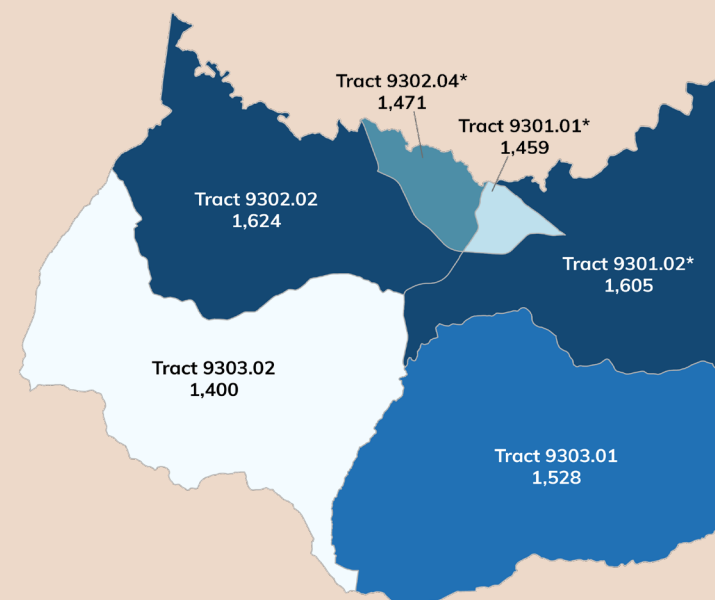 Tract 9302.04*
1,471
Tract 9301.01*
1,459
Tract 9302.02
1,624
Tract 9301.02*
1,605
Tract 9303.02
1,400
Tract 9303.01
1,528